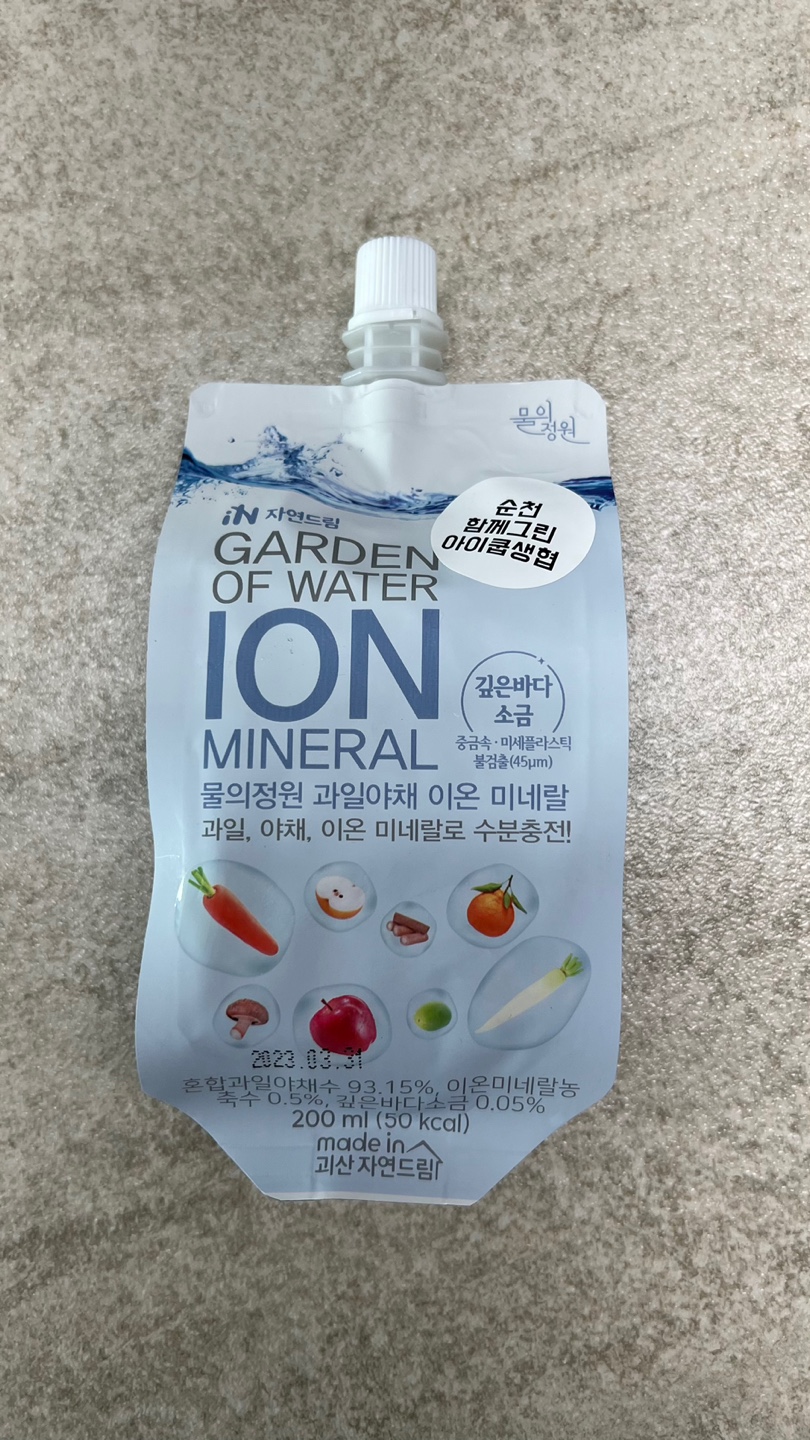 물의
정원
iN 자연드림
순천
함께그린
아이쿱생협
GARDEN
OF WATER
ION
MINERAL
깊은바다
소금
중금속·미세플라스틱
불검출(45µm)
물의정원 과일야채 이온 미네랄
과일, 야채, 이온 미네랄로 수분충전!
2023.03.31
혼합과일야채수 93.15%, 이온미네랄농
축수 0.5%, 깊은바다소금 0.05%
200 ml (50 kcal)
made in
괴산 자연드림